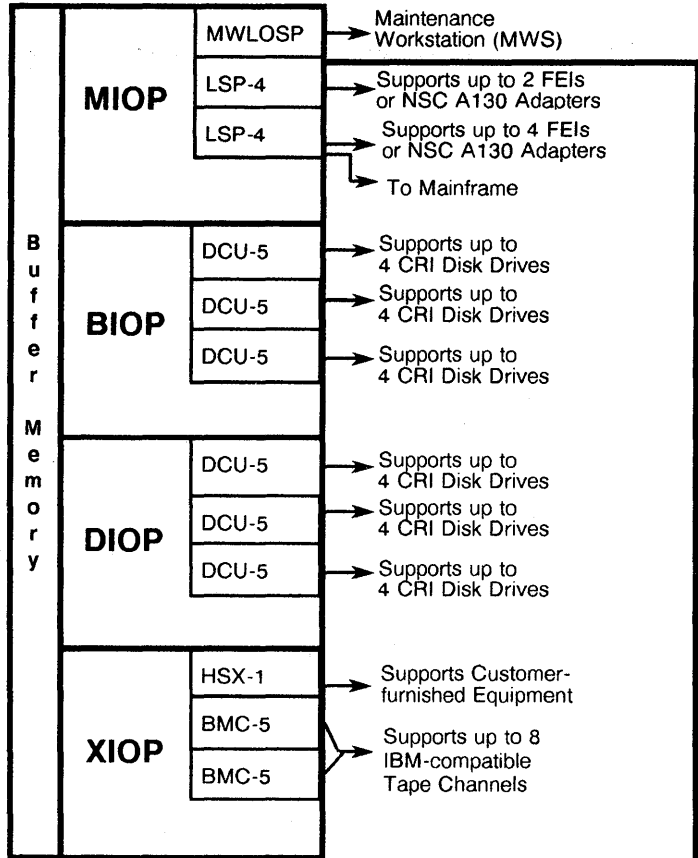 Buffer Memory
MIOP
MWLOSP
Maintenance
Workstation (MWS)
LSP-4
Supports up to 2 FEIs
or NSC A130 Adapters
LSP-4
Supports up to 4 FEIs
or NSC A130 Adapters
To Mainframe
BIOP
DCU-5
Supports up to
4 CRI Disk Drives
DCU-5
Supports up to
4 CRI Disk Drives
DCU-5
Supports up to
4 CRI Disk Drives
DIOP
DCU-5
Supports up to
4 CRI Disk Drives
DCU-5
Supports up to
4 CRI Disk Drives
DCU-5
Supports up to
4 CRI Disk Drives
XIOP
HSX-1
Supports Customer-
furnished Equipment
BMC-5
BMC-5
Supports up to 8
IBM-compatible
Tape Channels